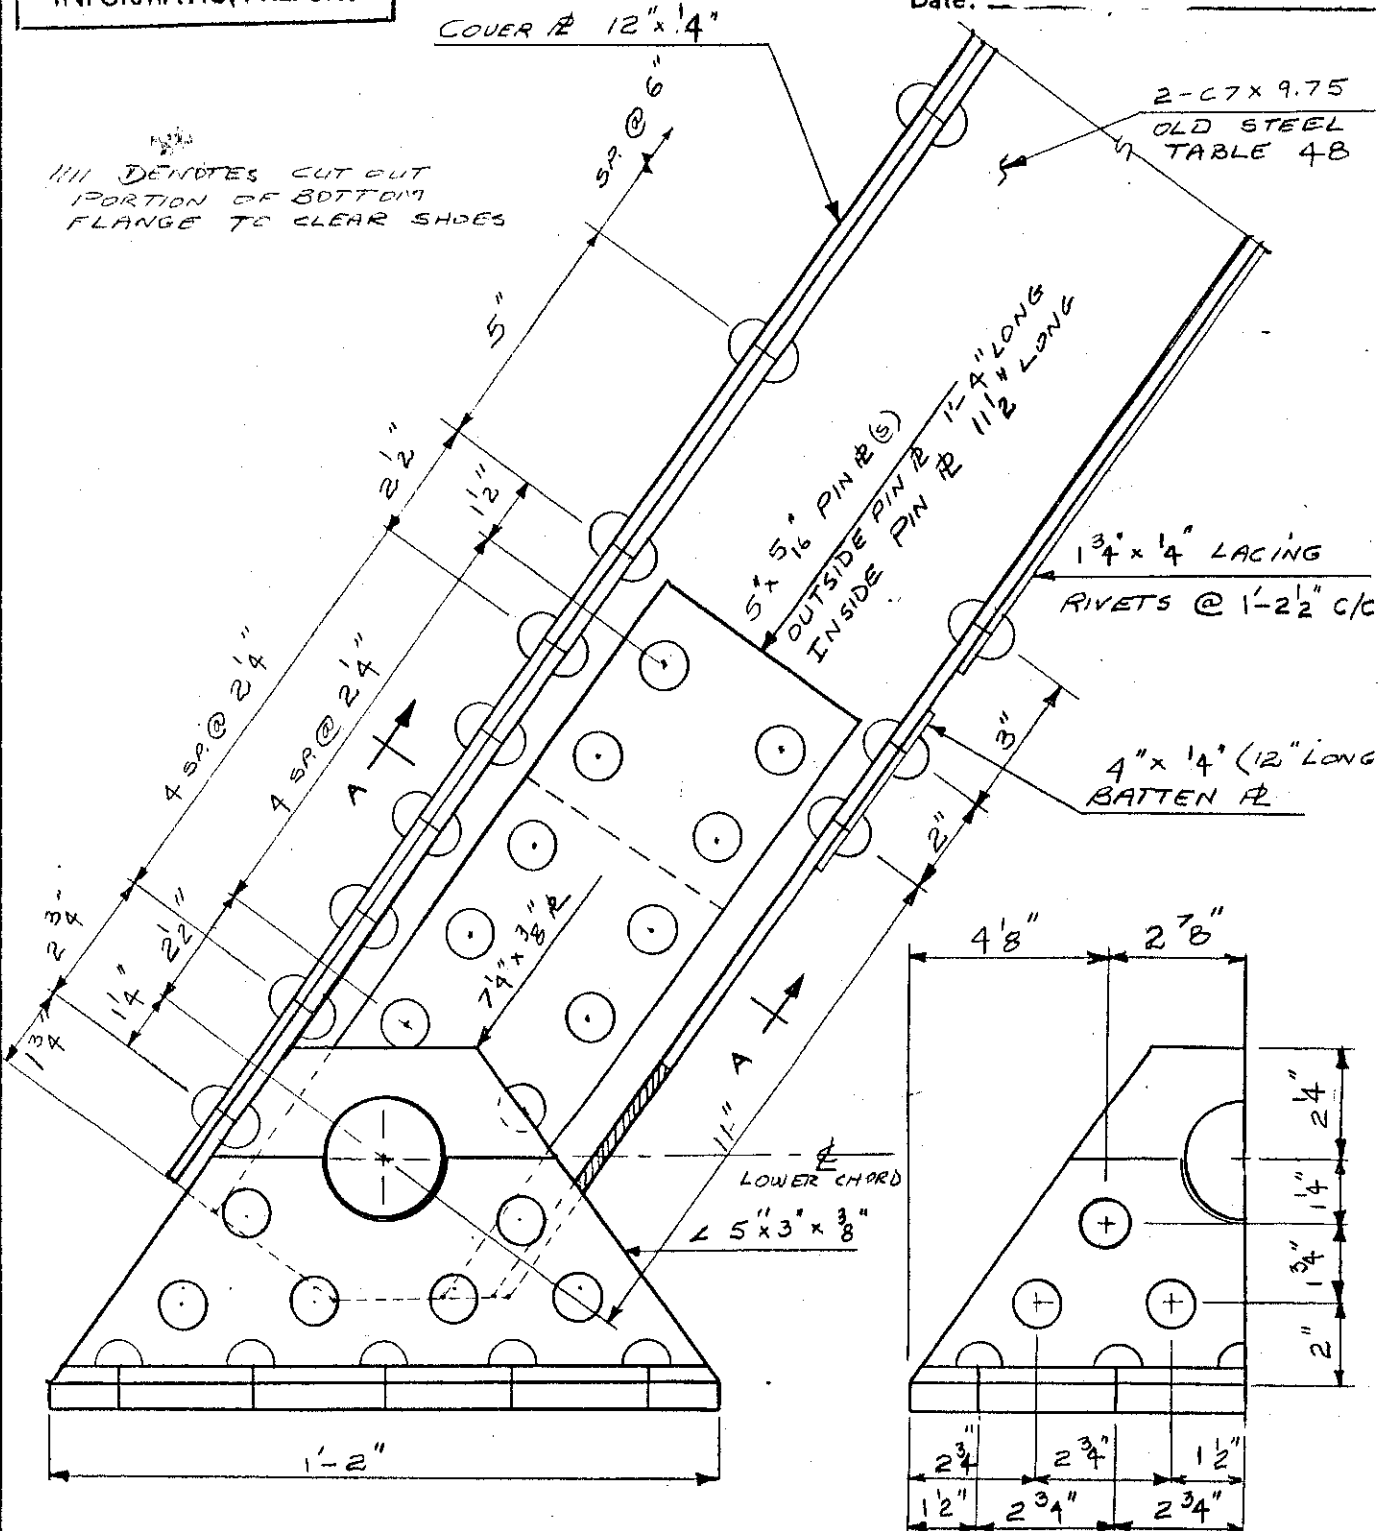 Date:
COVER PL 12" x 1/4"
2-C7 x 9.75
OLD STEEL
TABLE 48
SP. @ 6"
//// DENOTES CUT OUT
PORTION OF BOTTOM
FLANGE TO CLEAR SHOES
5"
2 1/2"
1 1/2"
5" x 5/16" PIN PL(S)
OUTSIDE PIN PL 1'-4" LONG
INSIDE PIN PL 11 1/2" LONG
1 3/4" x 1/4" LACING
RIVETS @ 1'-2 1/2" C/C
4 SP. @ 2 1/4"
4 SP. @ 2 1/4"
A
3"
4" x 1/4" (12" LONG
BATTEN PL
2"
2 3/4"
2 1/2"
1 1/4"
1 3/4"
7 1/4" x 3/8" PL
A
11"
4 1/8"
2 7/8"
CL
LOWER CHORD
∠ 5" x 3" x 3/8"
2 1/4"
1 1/4"
1 3/4"
2"
1'-2"
2 3/4"
2 3/4"
1 1/2"
1 1/2"
2 3/4"
2 3/4"